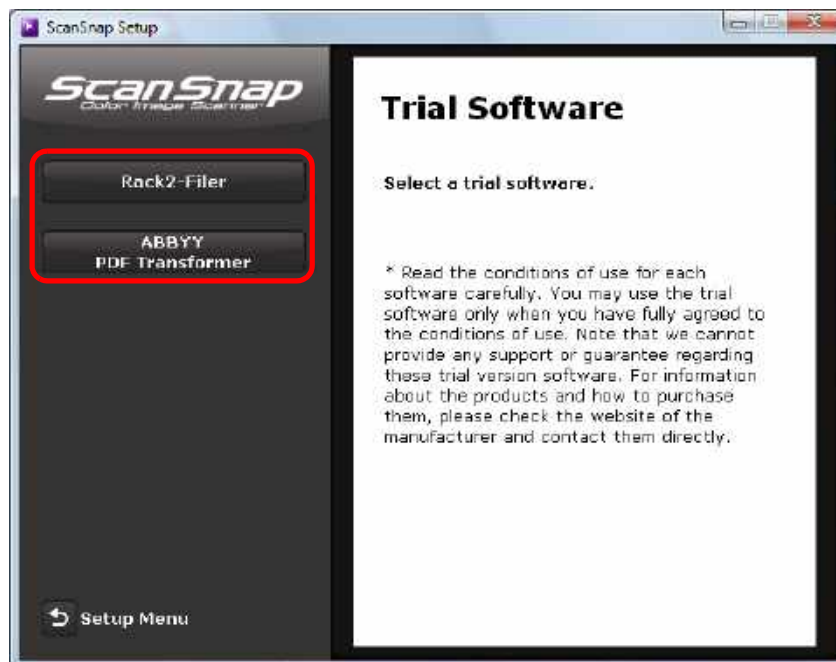 ScanSnap Setup
ScanSnap
Color Image Scanner
Rack2-Filer
ABBYY
PDF Transformer
Setup Menu
Trial Software
Select a trial software.
* Read the conditions of use for each
software carefully. You may use the trial
software only when you have fully agreed to
the conditions of use. Note that we cannot
provide any support or guarantee regarding
these trial version software. For information
about the products and how to purchase
them, please check the website of the
manufacturer and contact them directly.